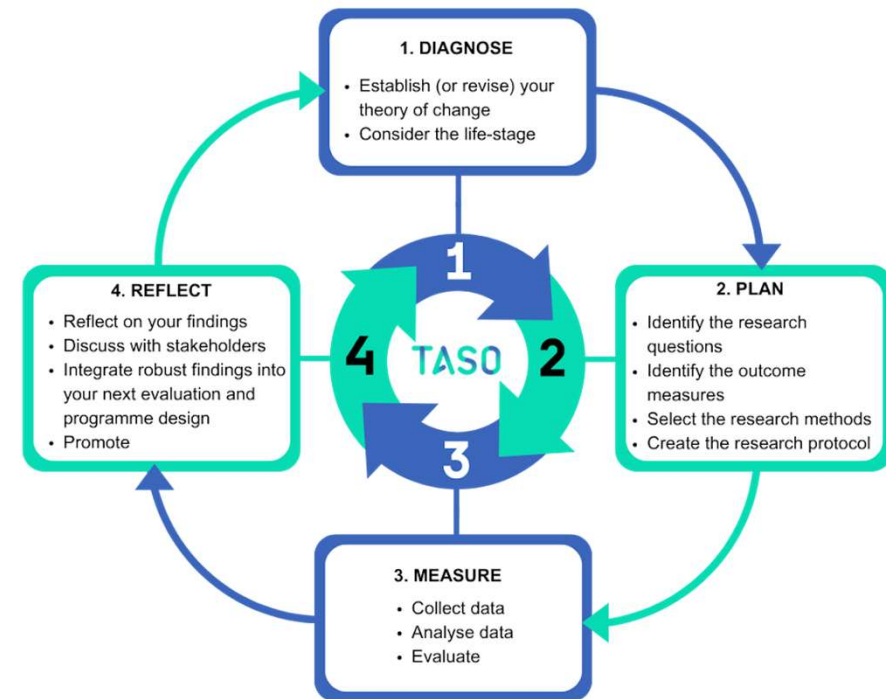 1. DIAGNOSE
• Establish (or revise) your
theory of change
• Consider the life-stage
2. PLAN
• Identify the research
questions
• Identify the outcome
measures
• Select the research methods
• Create the research protocol
3. MEASURE
• Collect data
• Analyse data
• Evaluate
4. REFLECT
• Reflect on your findings
• Discuss with stakeholders
• Integrate robust findings into
your next evaluation and
programme design
• Promote
1
2
3
4
TASO